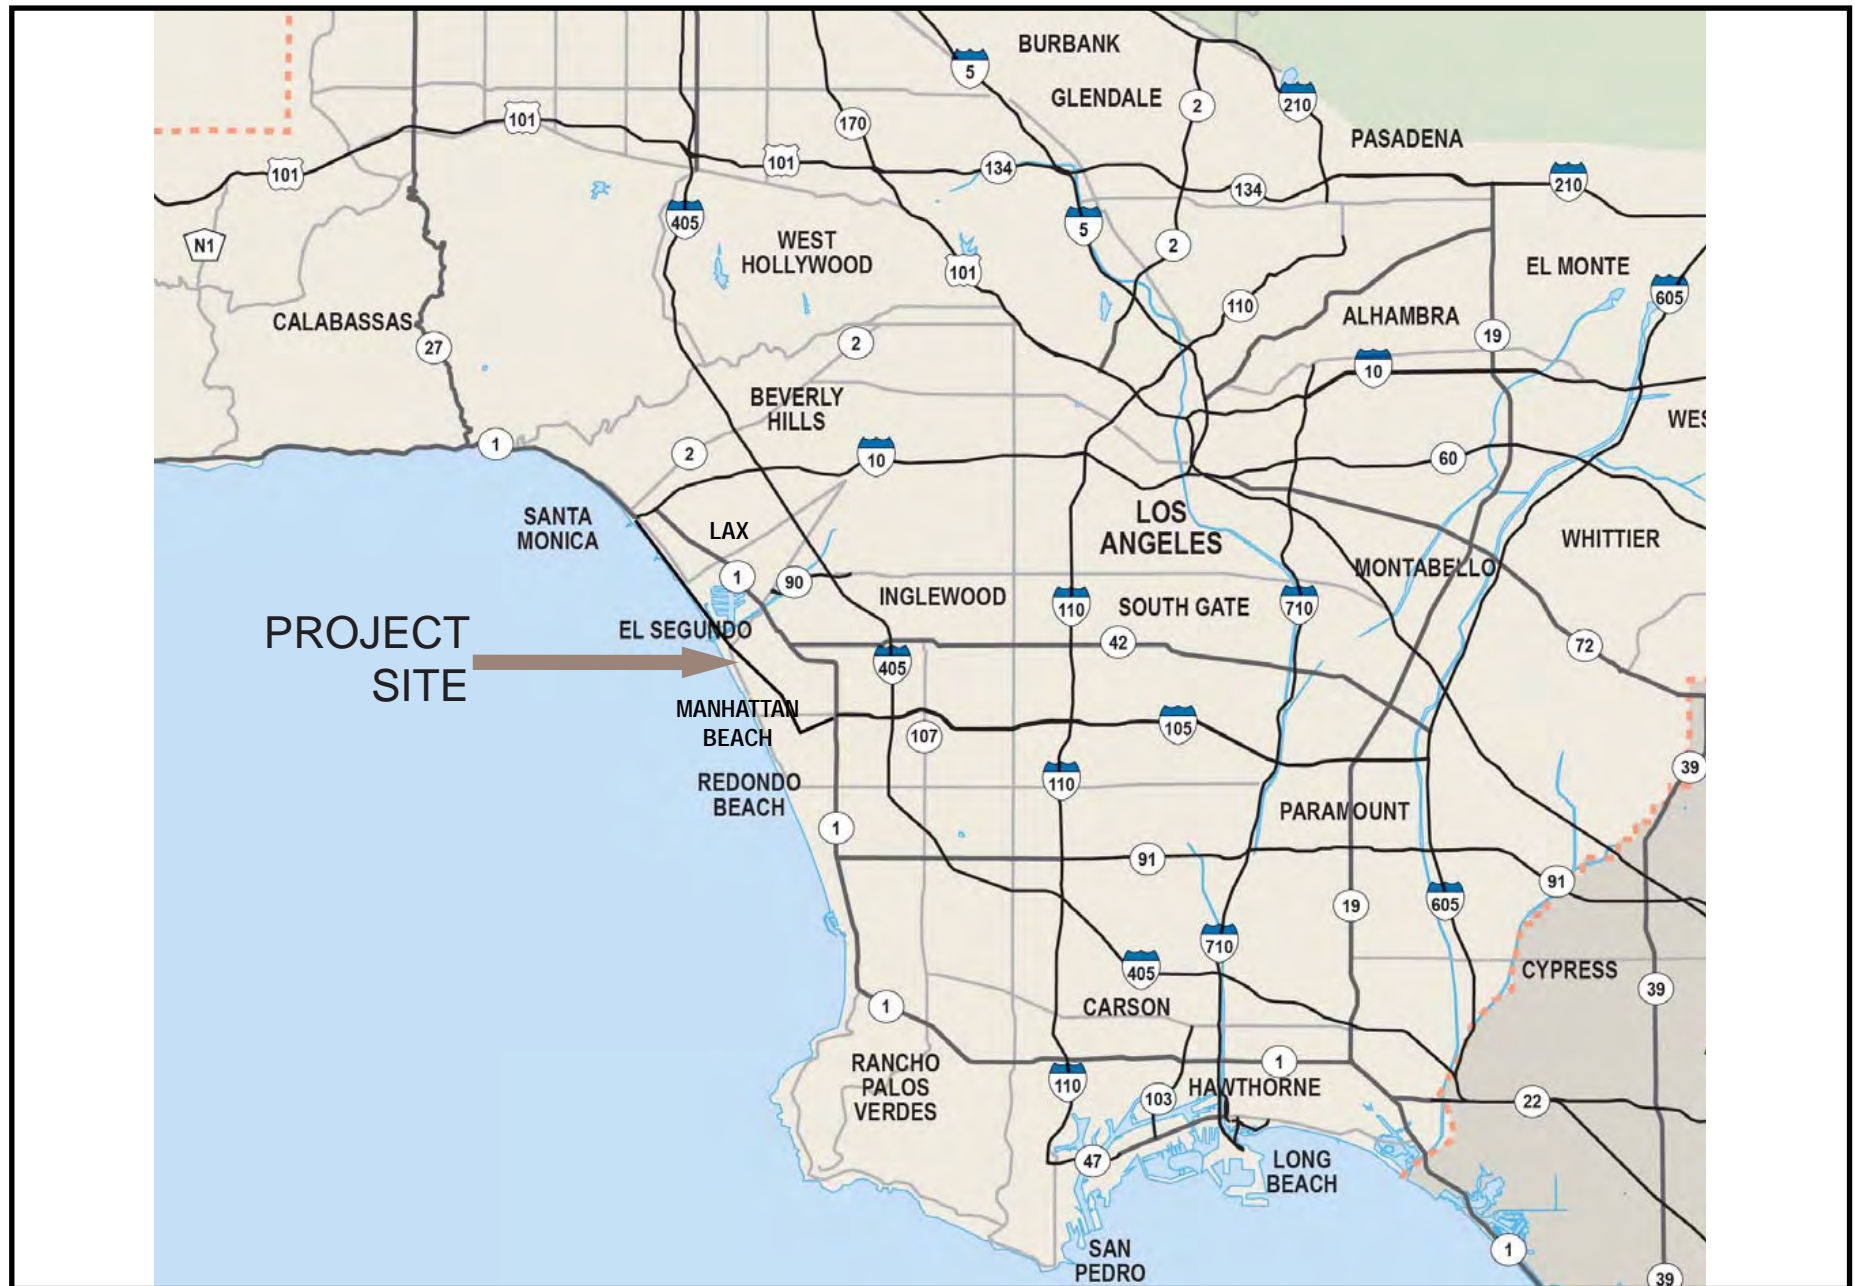 BURBANK
5
GLENDALE
2
210
101
170
PASADENA
101
101
134
134
210
N1
405
WEST
HOLLYWOOD
5
2
101
EL MONTE
605
110
CALABASSAS
27
2
ALHAMBRA
19
10
BEVERLY
HILLS
WES
1
2
10
60
SANTA
MONICA
LAX
LOS
ANGELES
WHITTIER
MONTABELLO
1
90
INGLEWOOD
110
SOUTH GATE
710
PROJECT
SITE
EL SEGUNDO
405
42
72
MANHATTAN
BEACH
107
105
39
REDONDO
BEACH
110
PARAMOUNT
1
91
91
19
605
710
405
CYPRESS
39
1
CARSON
RANCHO
PALOS
VERDES
110
1
103
HAWTHORNE
22
47
LONG
BEACH
SAN
PEDRO
1
39